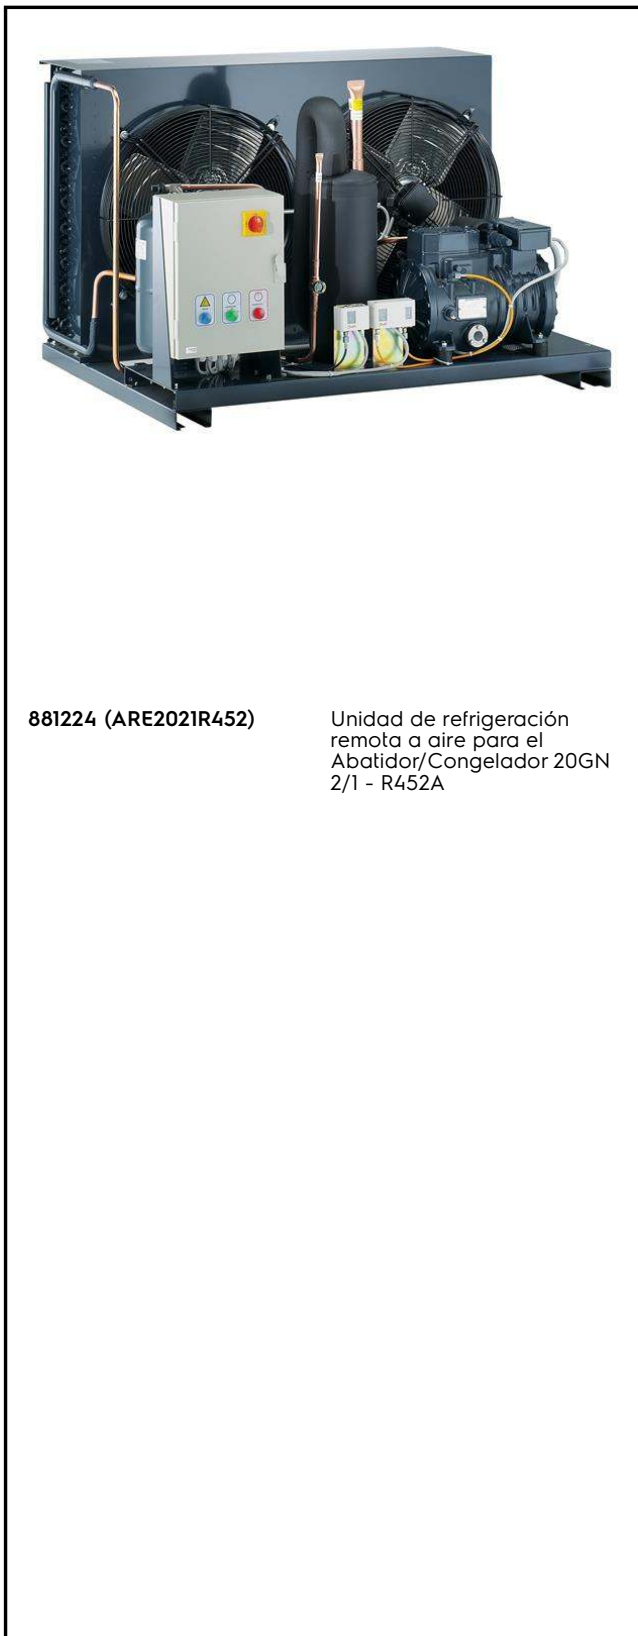 881224 (ARE2021R452)
Unidad de refrigeración
remota a aire para el
Abatidor/Congelador 20GN
2/1 - R452A